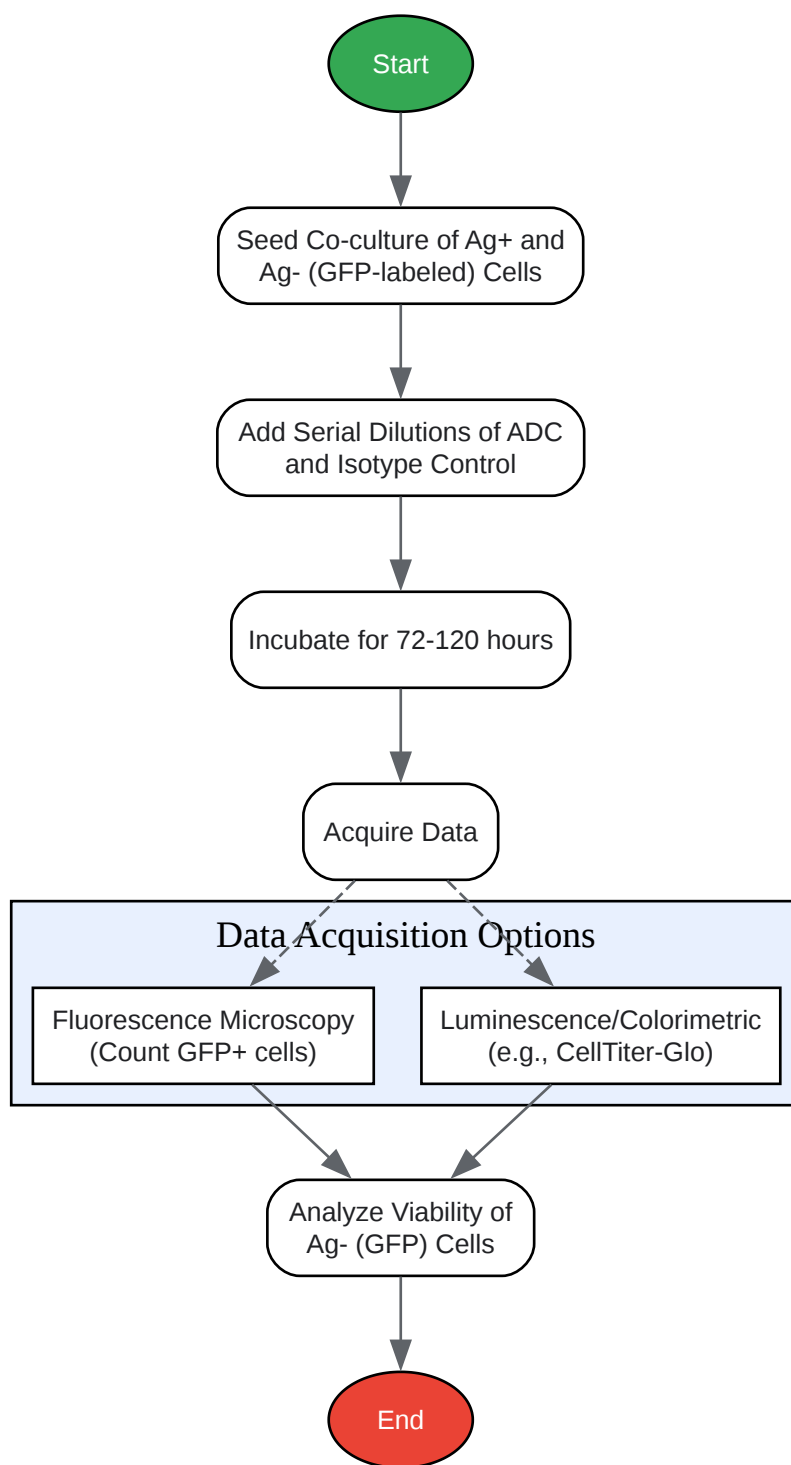 Start
Seed Co-culture of Ag+ and
Ag- (GFP-labeled) Cells
Add Serial Dilutions of ADC
and Isotype Control
Incubate for 72-120 hours
Acquire Data
Data Acquisition Options
Fluorescence Microscopy
(Count GFP+ cells)
Luminescence/Colorimetric
(e.g., CellTiter-Glo)
Analyze Viability of
Ag- (GFP) Cells
End